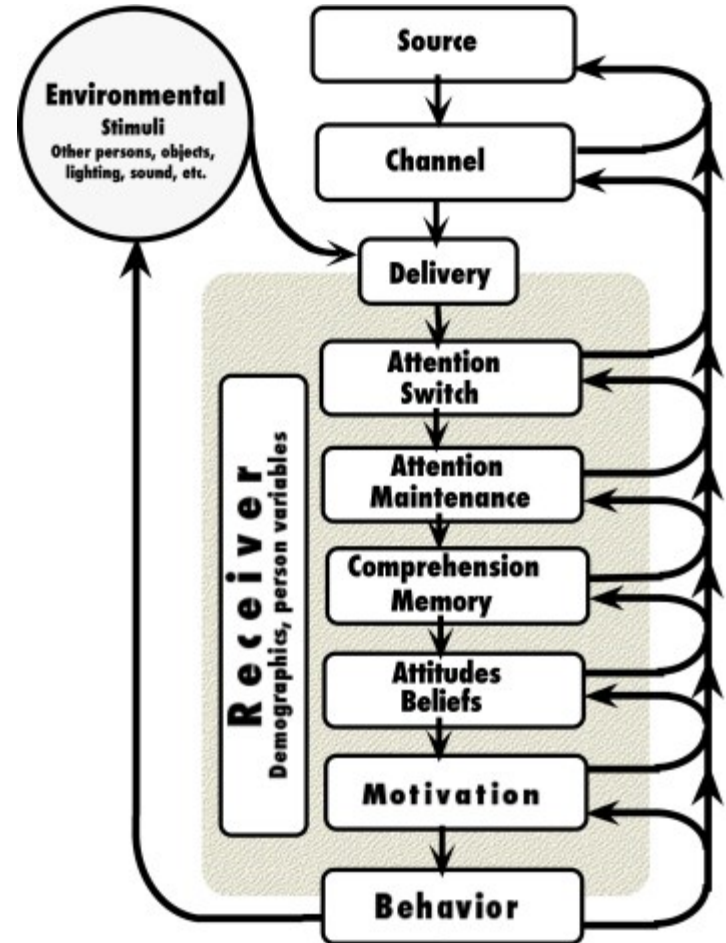 Environmental
Stimuli
Other persons, objects,
lighting, sound, etc.
Source
Channel
Delivery
Receiver
Demographics, person variables
Attention
Switch
Attention
Maintenance
Comprehension
Memory
Attitudes
Beliefs
Motivation
Behavior